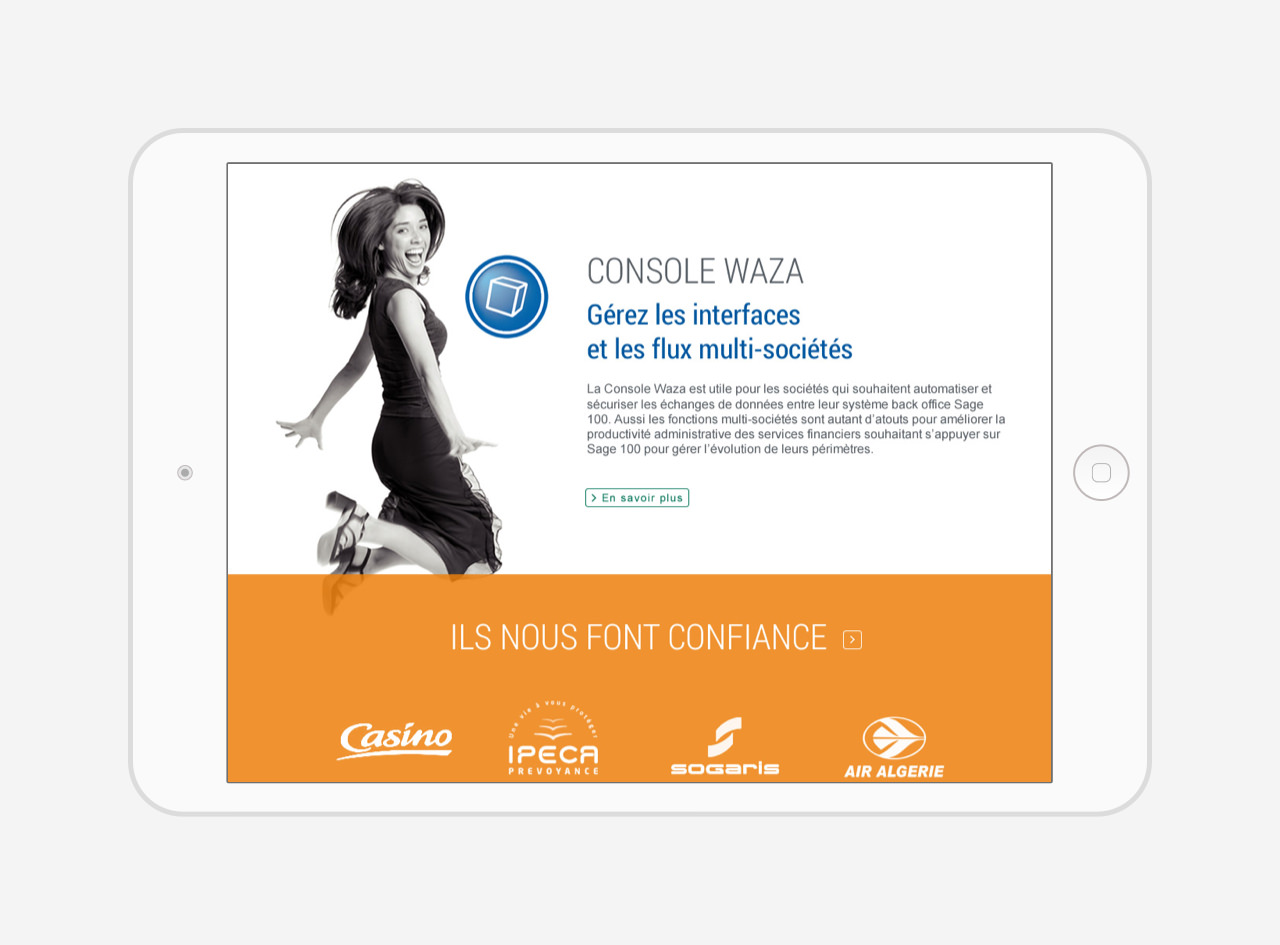 CONSOLE WAZA
Gérez les interfaces
et les flux multi-sociétés
La Console Waza est utile pour les sociétés qui souhaitent automatiser et
sécuriser les échanges de données entre leur système back office Sage
100. Aussi les fonctions multi-sociétés sont autant d’atouts pour améliorer la
productivité administrative des services financiers souhaitant s’appuyer sur
Sage 100 pour gérer l’évolution de leurs périmètres.
> En savoir plus
ILS NOUS FONT CONFIANCE >
Casino
Une vie à vous protéger
IPECA
PREVOYANCE
sogaris
AIR ALGERIE